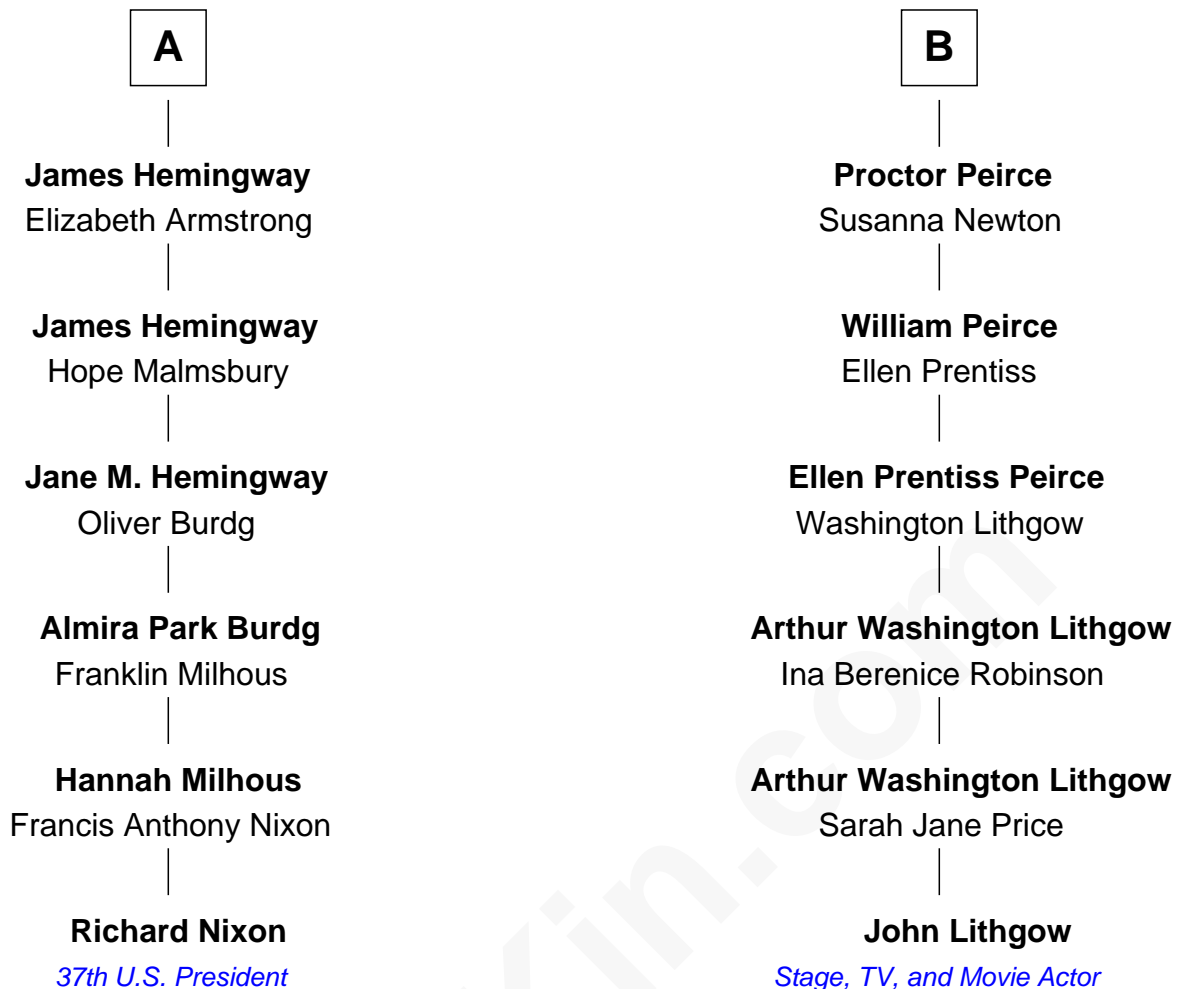 A
James Hemingway
Elizabeth Armstrong
James Hemingway
Hope Malmsbury
Jane M. Hemingway
Oliver Burdg
Almira Park Burdg
Franklin Milhous
Hannah Milhous
Francis Anthony Nixon
Richard Nixon
37th U.S. President
B
Proctor Peirce
Susanna Newton
William Peirce
Ellen Prentiss
Ellen Prentiss Peirce
Washington Lithgow
Arthur Washington Lithgow
Ina Berenice Robinson
Arthur Washington Lithgow
Sarah Jane Price
John Lithgow
Stage, TV, and Movie Actor